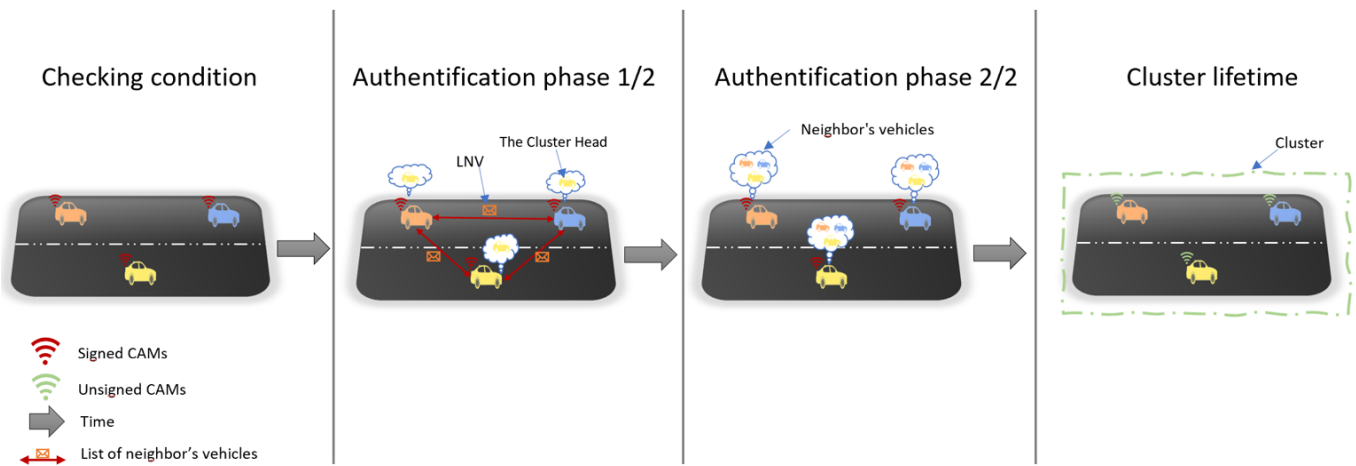 Checking condition
Authentification phase 1/2
Authentification phase 2/2
Cluster lifetime
The Cluster Head
LNV
Neighbor's vehicles
Cluster
Signed CAMs
Unsigned CAMs
Time
List of neighbor’s vehicles